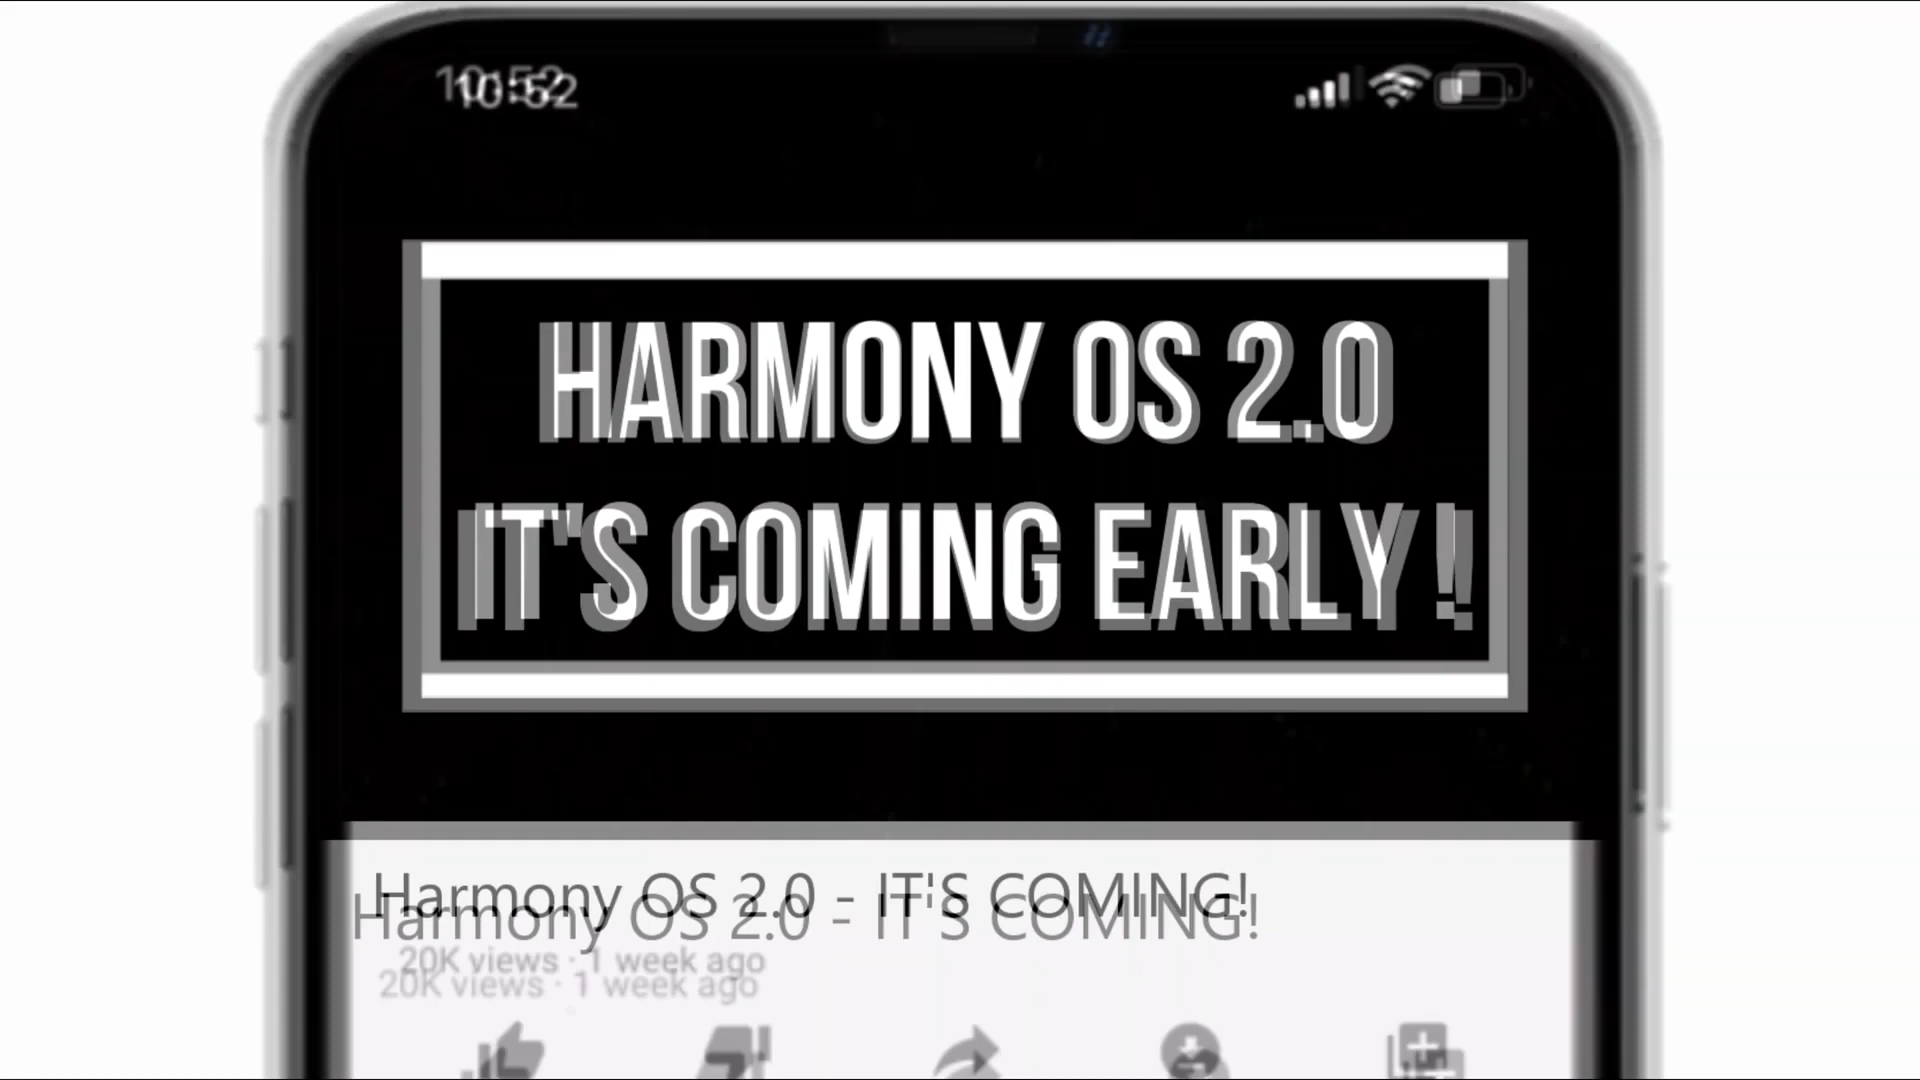 10:52
HARMONY OS 2.0
IT'S COMING EARLY !
Harmony OS 2.0 - IT'S COMING!
20K views · 1 week ago